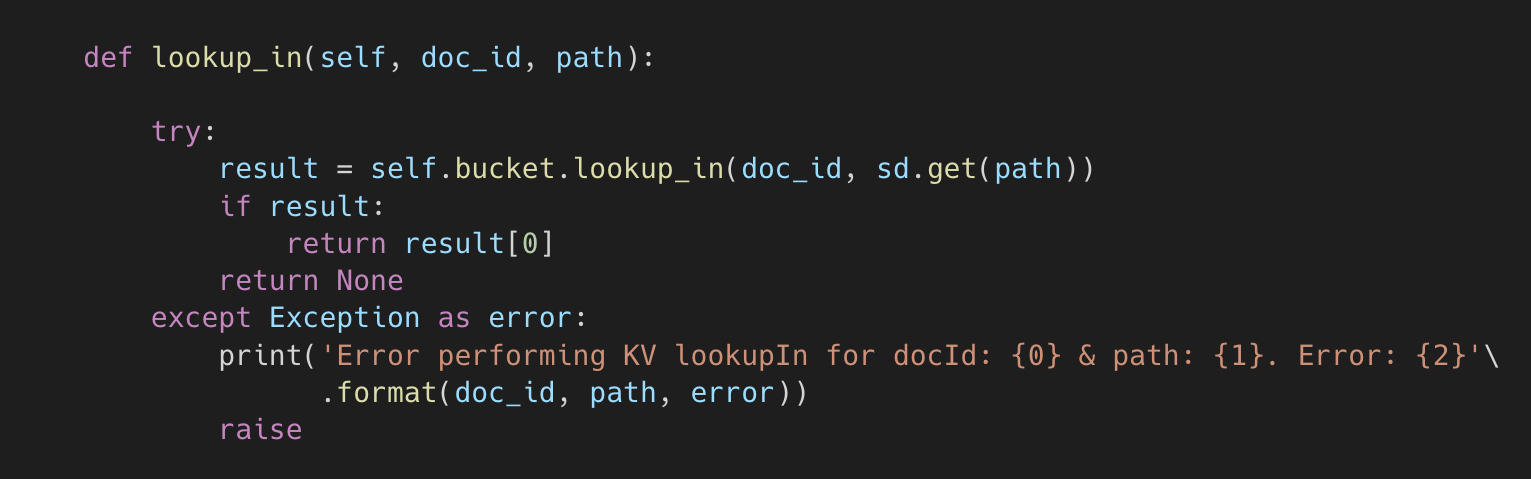 def lookup_in(self, doc_id, path):
try:
result = self.bucket.lookup_in(doc_id, sd.get(path))
if result:
return result[0]
return None
except Exception as error:
print('Error performing KV lookupIn for docId: {0} & path: {1}. Error: {2}'\
.format(doc_id, path, error))
raise